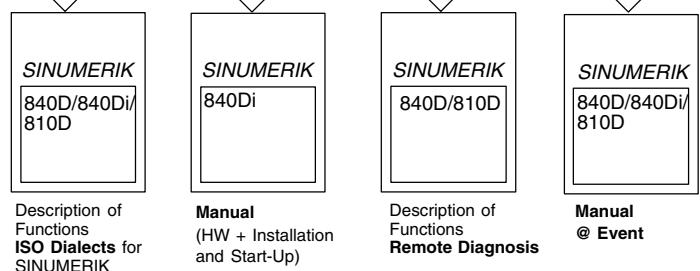 SINUMERIK
840D/840Di/
810D
Description of
Functions
ISO Dialects for
SINUMERIK
SINUMERIK
840Di
Manual
(HW + Installation
and Start-Up)
SINUMERIK
840D/810D
Description of
Functions
Remote Diagnosis
SINUMERIK
840D/840Di/
810D
Manual
@ Event